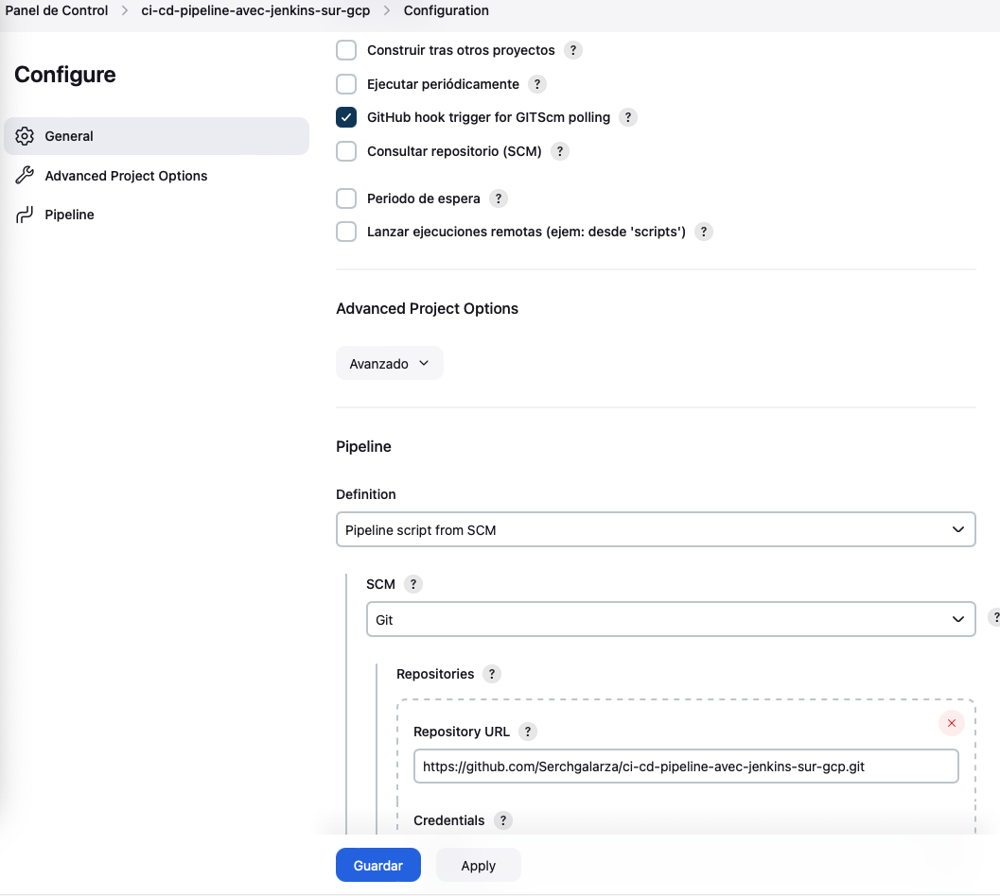 Panel de Control > ci-cd-pipeline-avec-jenkins-sur-gcp > Configuration
Configure
General
Advanced Project Options
Pipeline
Construir tras otros proyectos ?
Ejecutar periódicamente ?
GitHub hook trigger for GITScm polling ?
Consultar repositorio (SCM) ?
Periodo de espera ?
Lanzar ejecuciones remotas (ejem: desde 'scripts') ?
Advanced Project Options
Avanzado
Pipeline
Definition
Pipeline script from SCM
SCM ?
Git
?
Repositories ?
Repository URL ?
https://github.com/Serchgalarza/ci-cd-pipeline-avec-jenkins-sur-gcp.git
Credentials ?
Guardar
Apply